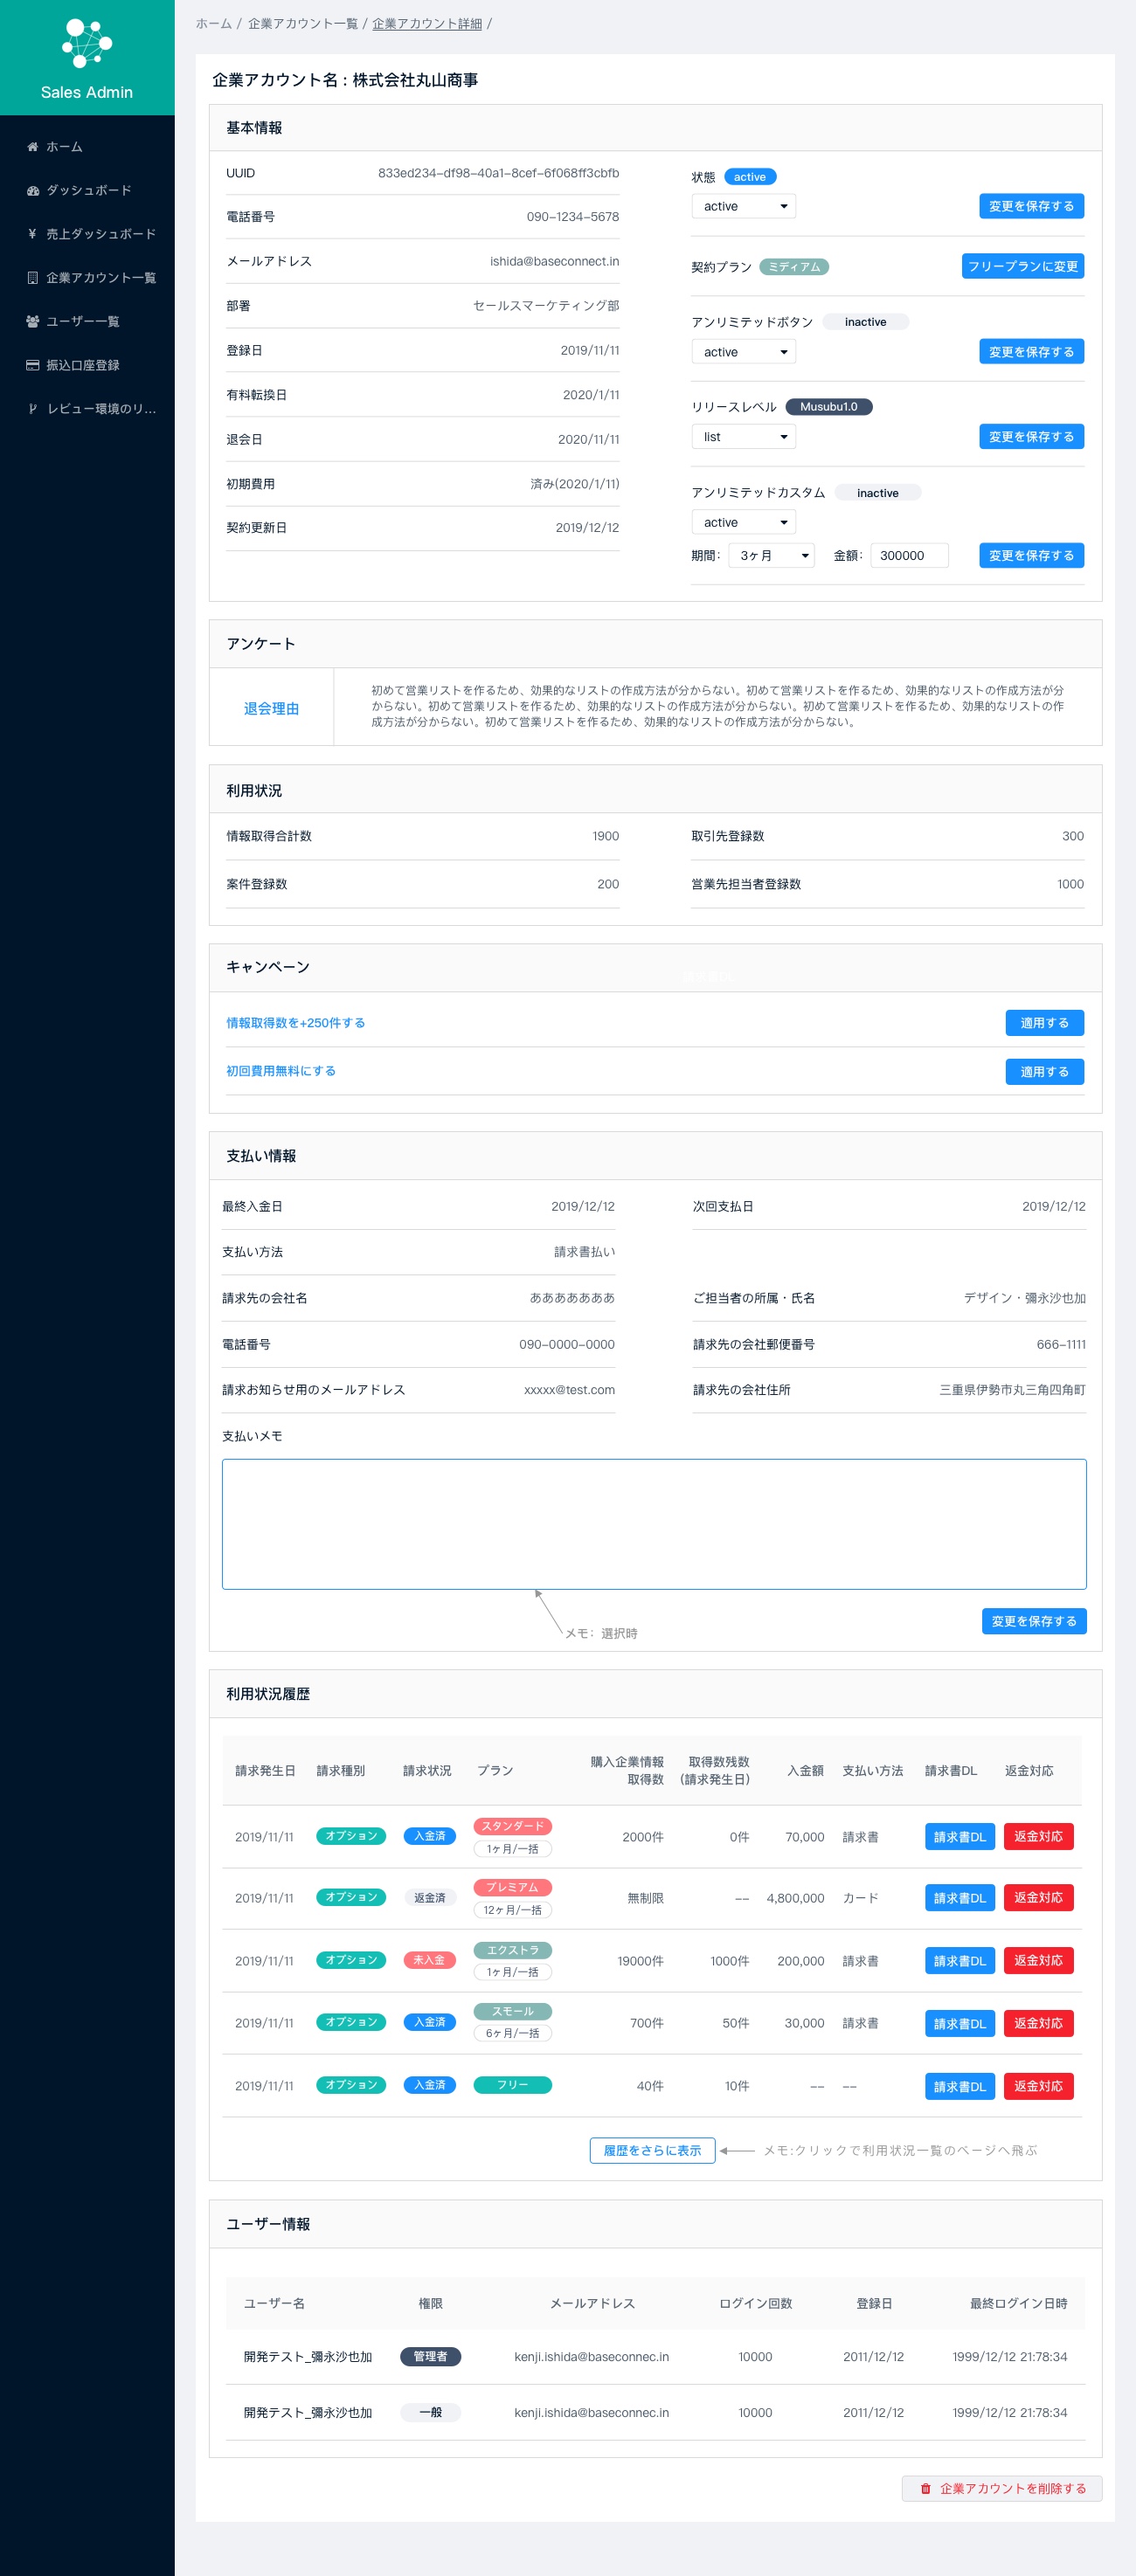 Sales Admin
ホーム
ダッシュボード
売上ダッシュボード
企業アカウント一覧
ユーザー一覧
振込口座登録
レビュー環境のリ...
ホーム / 企業アカウント一覧 / 企業アカウント詳細 /
企業アカウント名 : 株式会社丸山商事
基本情報
UUID 833ed234-df98-40a1-8cef-6f068ff3cbfb
電話番号 090-1234-5678
メールアドレス ishida@baseconnect.in
部署 セールスマーケティング部
登録日 2019/11/11
有料転換日 2020/1/11
退会日 2020/11/11
初期費用 済み(2020/1/11)
契約更新日 2019/12/12
状態 active
active 変更を保存する
契約プラン ミディアム フリープランに変更
アンリミテッドボタン inactive
active 変更を保存する
リリースレベル Musubu1.0
list 変更を保存する
アンリミテッドカスタム inactive
active
期間: 3ヶ月 金額: 300000 変更を保存する
アンケート
退会理由
初めて営業リストを作るため、効果的なリストの作成方法が分からない。初めて営業リストを作るため、効果的なリストの作成方法が分
からない。初めて営業リストを作るため、効果的なリストの作成方法が分からない。初めて営業リストを作るため、効果的なリストの作
成方法が分からない。初めて営業リストを作るため、効果的なリストの作成方法が分からない。
利用状況
情報取得合計数 1900 取引先登録数 300
案件登録数 200 営業先担当者登録数 1000
キャンペーン
情報取得数を+250件する 適用する
初回費用無料にする 適用する
支払い情報
最終入金日 2019/12/12 次回支払日 2019/12/12
支払い方法 請求書払い
請求先の会社名 あああああああ ご担当者の所属・氏名 デザイン・彌永沙也加
電話番号 090-0000-0000 請求先の会社郵便番号 666-1111
請求お知らせ用のメールアドレス xxxxx@test.com 請求先の会社住所 三重県伊勢市丸三角四角町
支払いメモ
メモ: 選択時
変更を保存する
利用状況履歴
請求発生日 請求種別 請求状況 プラン 購入企業情報 取得数 取得数残数 (請求発生日) 入金額 支払い方法 請求書DL 返金対応
2019/11/11 オプション 入金済 スタンダード 1ヶ月/一括 2000件 0件 70,000 請求書 請求書DL 返金対応
2019/11/11 オプション 返金済 プレミアム 12ヶ月/一括 無制限 -- 4,800,000 カード 請求書DL 返金対応
2019/11/11 オプション 未入金 エクストラ 1ヶ月/一括 19000件 1000件 200,000 請求書 請求書DL 返金対応
2019/11/11 オプション 入金済 スモール 6ヶ月/一括 700件 50件 30,000 請求書 請求書DL 返金対応
2019/11/11 オプション 入金済 フリー 40件 10件 -- -- 請求書DL 返金対応
履歴をさらに表示 メモ:クリックで利用状況一覧のページへ飛ぶ
ユーザー情報
ユーザー名 権限 メールアドレス ログイン回数 登録日 最終ログイン日時
開発テスト_彌永沙也加 管理者 kenji.ishida@baseconnec.in 10000 2011/12/12 1999/12/12 21:78:34
開発テスト_彌永沙也加 一般 kenji.ishida@baseconnec.in 10000 2011/12/12 1999/12/12 21:78:34
企業アカウントを削除する